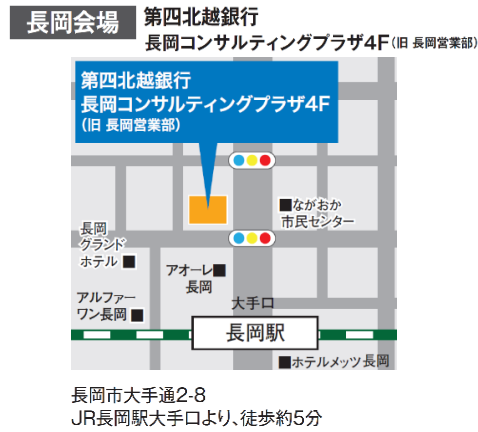 長岡会場
第四北越銀行
長岡コンサルティングプラザ4F(旧 長岡営業部)
第四北越銀行
長岡コンサルティングプラザ4F
(旧 長岡営業部)
■ながおか
市民センター
長岡
グランド
ホテル■
アオーレ■
長岡
アルファー
ワン長岡■
大手口
長岡駅
■ホテルメッツ長岡
長岡市大手通2-8
JR長岡駅大手口より、徒歩約5分